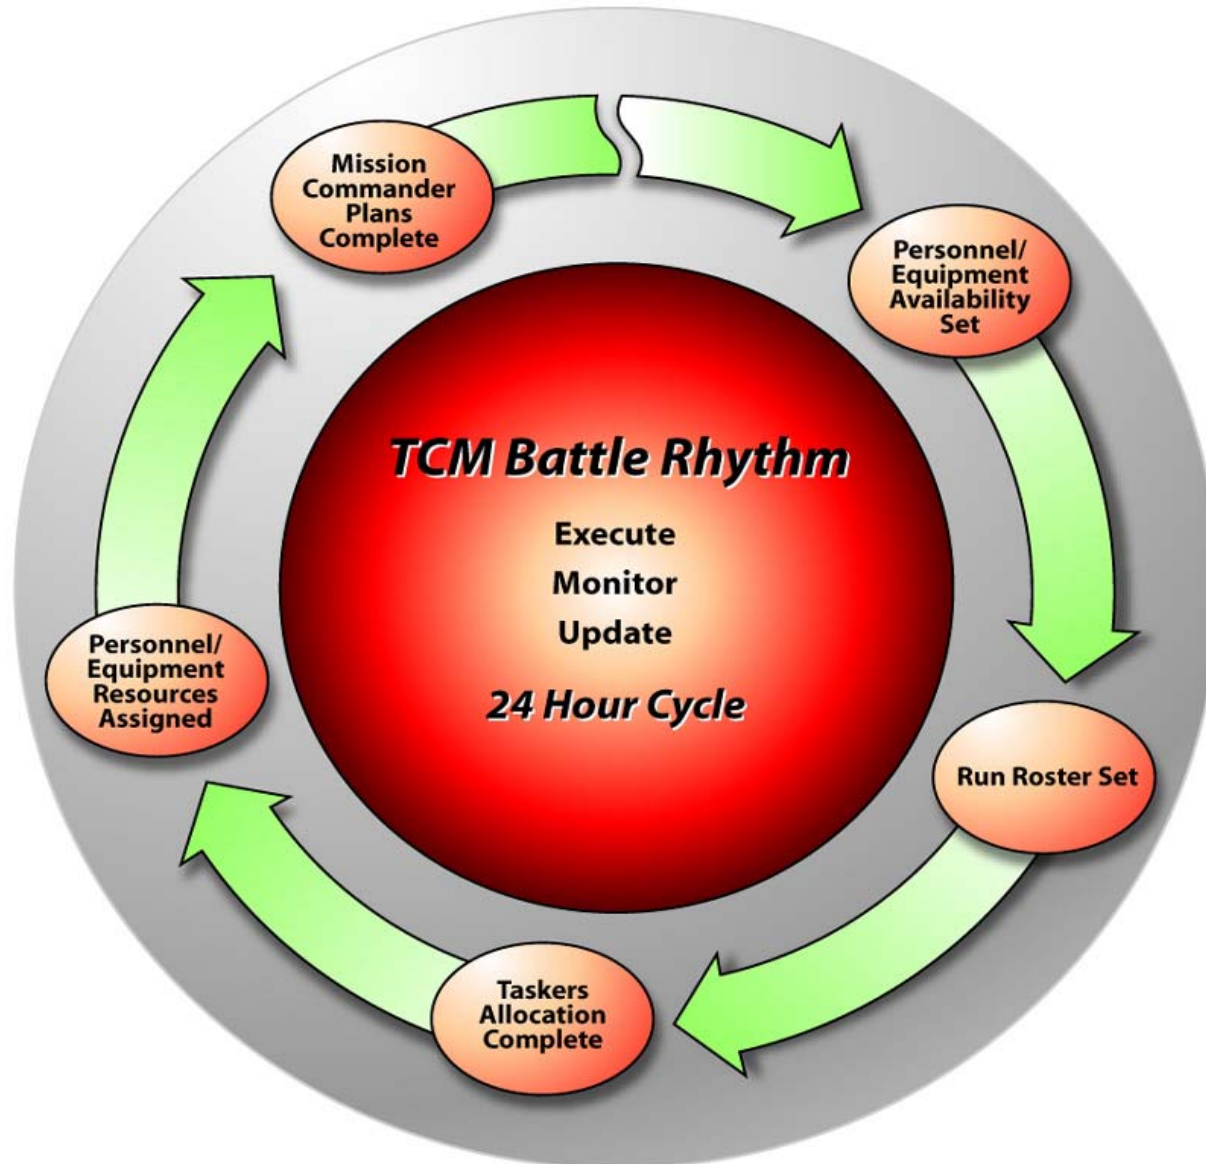 Mission
Commander
Plans
Complete
Personnel/
Equipment
Availability
Set
TCM Battle Rhythm
Execute
Monitor
Update
24 Hour Cycle
Personnel/
Equipment
Resources
Assigned
Run Roster Set
Taskers
Allocation
Complete